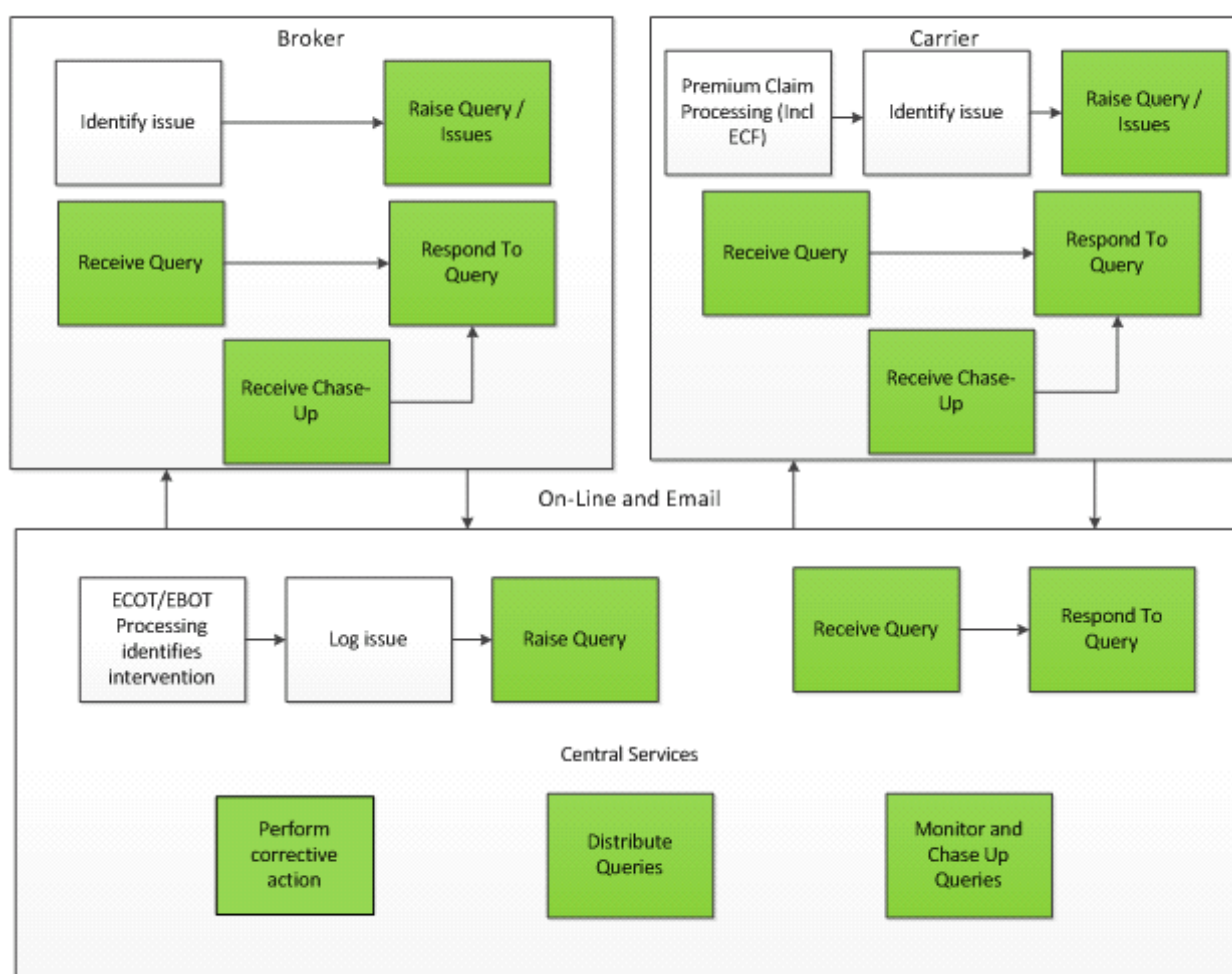 Broker
Identify issue
Raise Query /
Issues
Receive Query
Respond To
Query
Receive Chase-
Up
Carrier
Premium Claim
Processing (Incl
ECF)
Identify issue
Raise Query /
Issues
Receive Query
Respond To
Query
Receive Chase-
Up
On-Line and Email
ECOT/EBOT
Processing
identifies
intervention
Log issue
Raise Query
Receive Query
Respond To
Query
Central Services
Perform
corrective
action
Distribute
Queries
Monitor and
Chase Up
Queries